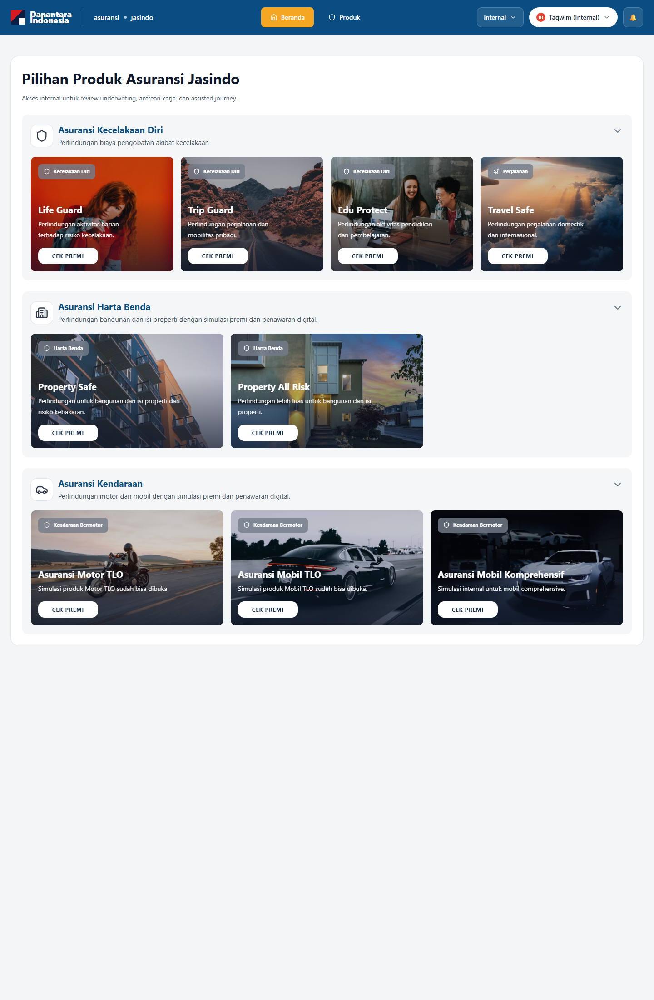 Danantara
Indonesia
asuransi • jasindo
Beranda
Produk
Internal
ID
Taqwim (Internal)
Pilihan Produk Asuransi Jasindo
Akses internal untuk review underwriting, antrean kerja, dan assisted journey.
Asuransi Kecelakaan Diri
Perlindungan biaya pengobatan akibat kecelakaan
Kecelakaan Diri
Life Guard
Perlindungan aktivitas harian
terhadap risiko kecelakaan.
CEK PREMI
Kecelakaan Diri
Trip Guard
Perlindungan perjalanan dan
mobilitas pribadi.
CEK PREMI
Kecelakaan Diri
Edu Protect
Perlindungan aktivitas pendidikan
dan pembelajaran.
CEK PREMI
Perjalanan
Travel Safe
Perlindungan perjalanan domestik
dan internasional.
CEK PREMI
Asuransi Harta Benda
Perlindungan bangunan dan isi properti dengan simulasi premi dan penawaran digital.
Harta Benda
Property Safe
Perlindungan untuk bangunan dan isi properti dari
risiko kebakaran.
CEK PREMI
Harta Benda
Property All Risk
Perlindungan lebih luas untuk bangunan dan isi
properti.
CEK PREMI
Asuransi Kendaraan
Perlindungan motor dan mobil dengan simulasi premi dan penawaran digital.
Kendaraan Bermotor
Asuransi Motor TLO
Simulasi produk Motor TLO sudah bisa dibuka.
CEK PREMI
Kendaraan Bermotor
PORSCHE
Asuransi Mobil TLO
Simulasi produk Mobil TLO sudah bisa dibuka.
CEK PREMI
Kendaraan Bermotor
Asuransi Mobil Komprehensif
Simulasi internal untuk mobil comprehensive.
CEK PREMI